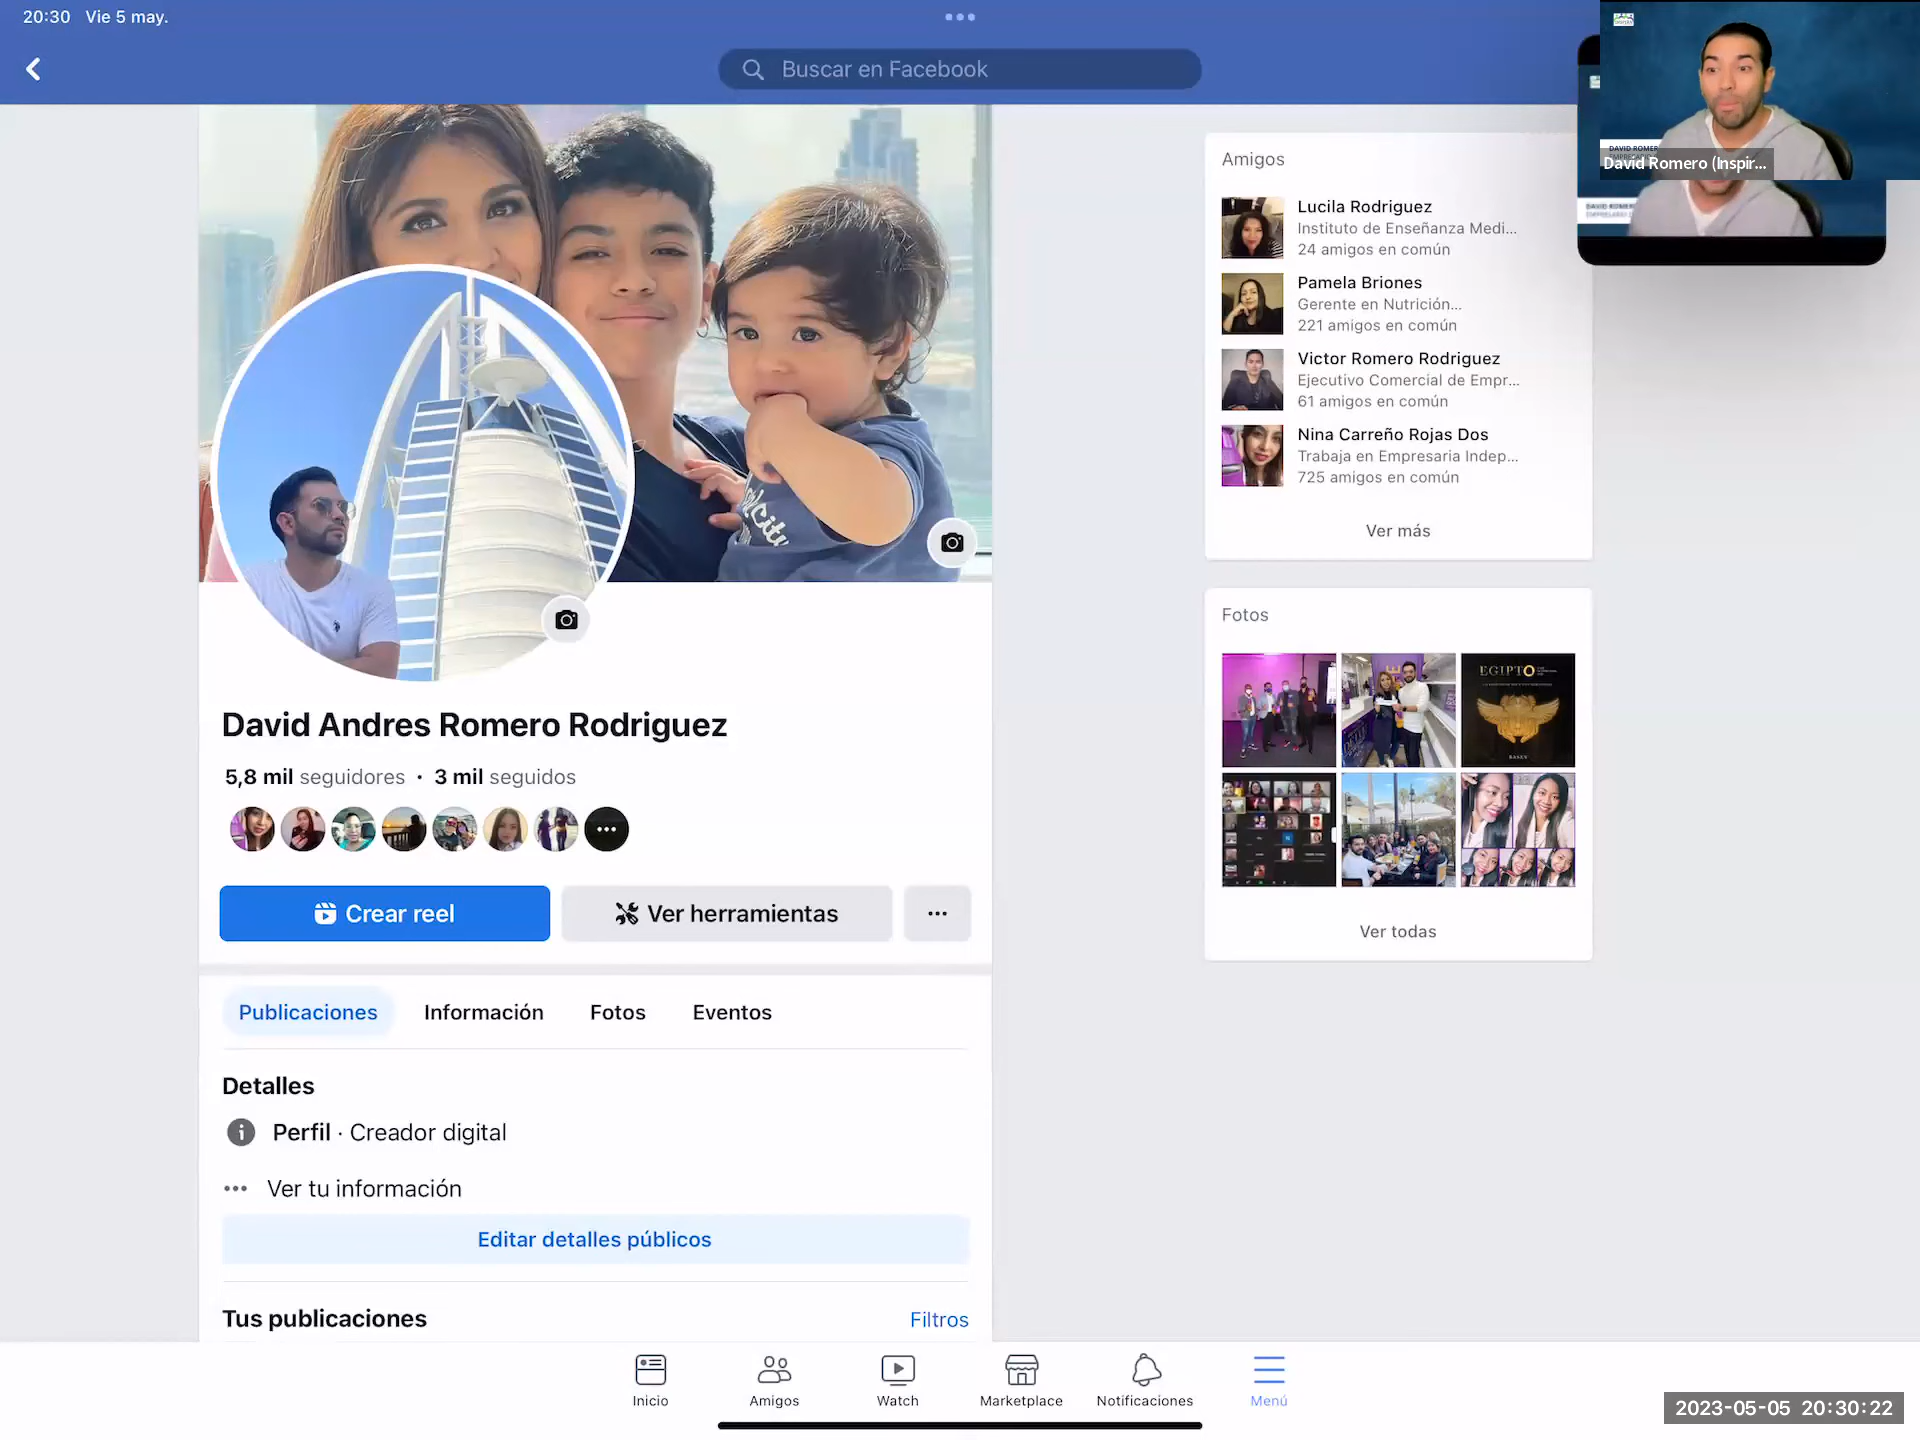 20:30 Vie 5 may.
Buscar en Facebook
DAVID ROMER
David Romero (Inspir...
DAVID ROMER
Amigos
Lucila Rodriguez
Instituto de Enseñanza Medi...
24 amigos en común
Pamela Briones
Gerente en Nutrición...
221 amigos en común
Victor Romero Rodriguez
Ejecutivo Comercial de Empr...
61 amigos en común
Nina Carreño Rojas Dos
Trabaja en Empresaria Indep...
725 amigos en común
Ver más
Fotos
EGIPTO
Ver todas
David Andres Romero Rodriguez
5,8 mil seguidores · 3 mil seguidos
Crear reel
Ver herramientas
Publicaciones Información Fotos Eventos
Detalles
Perfil · Creador digital
Ver tu información
Editar detalles públicos
Tus publicaciones Filtros
Inicio Amigos Watch Marketplace Notificaciones Menú
2023-05-05 20:30:22